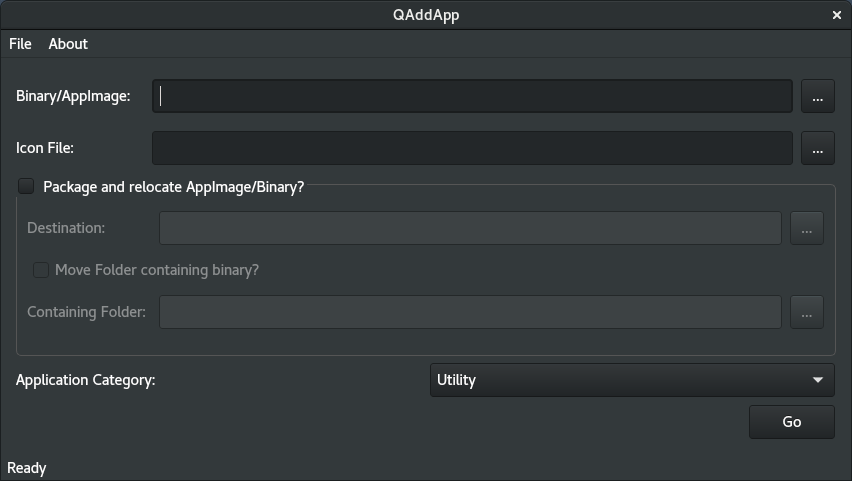 QAddApp
File About
Binary/AppImage: ...
Icon File: ...
Package and relocate AppImage/Binary?
Destination: ...
Move Folder containing binary?
Containing Folder: ...
Application Category: Utility
Go
Ready